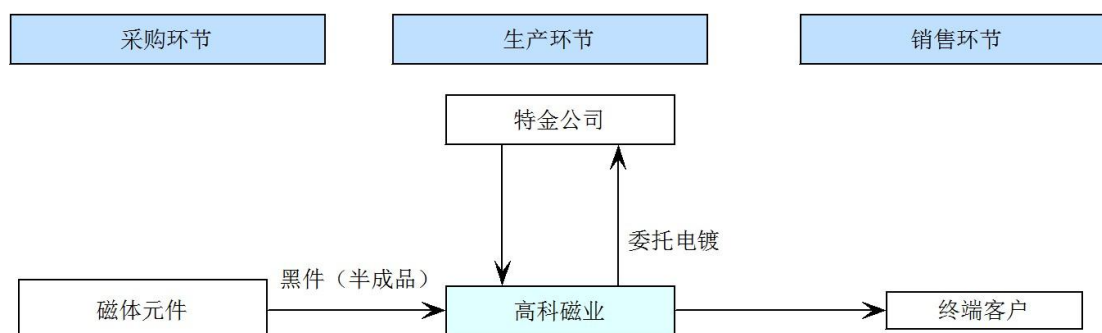 采购环节
生产环节
销售环节
特金公司
委托电镀
黑件（半成品）
磁体元件
高科磁业
终端客户